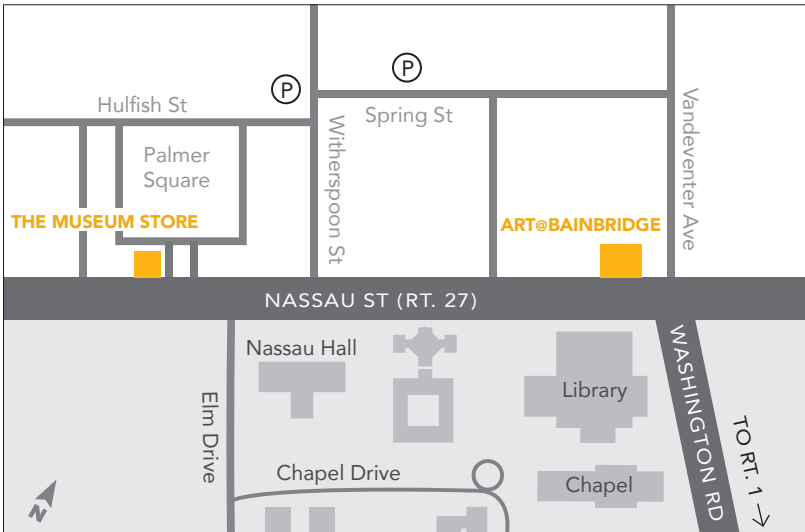 P
P
Hulfish St
Spring St
Palmer
Square
Witherspoon St
Vandeventer Ave
THE MUSEUM STORE
ART@BAINBRIDGE
NASSAU ST (RT. 27)
Nassau Hall
Elm Drive
Library
WASHINGTON RD
TO RT. 1
Chapel Drive
Chapel
N